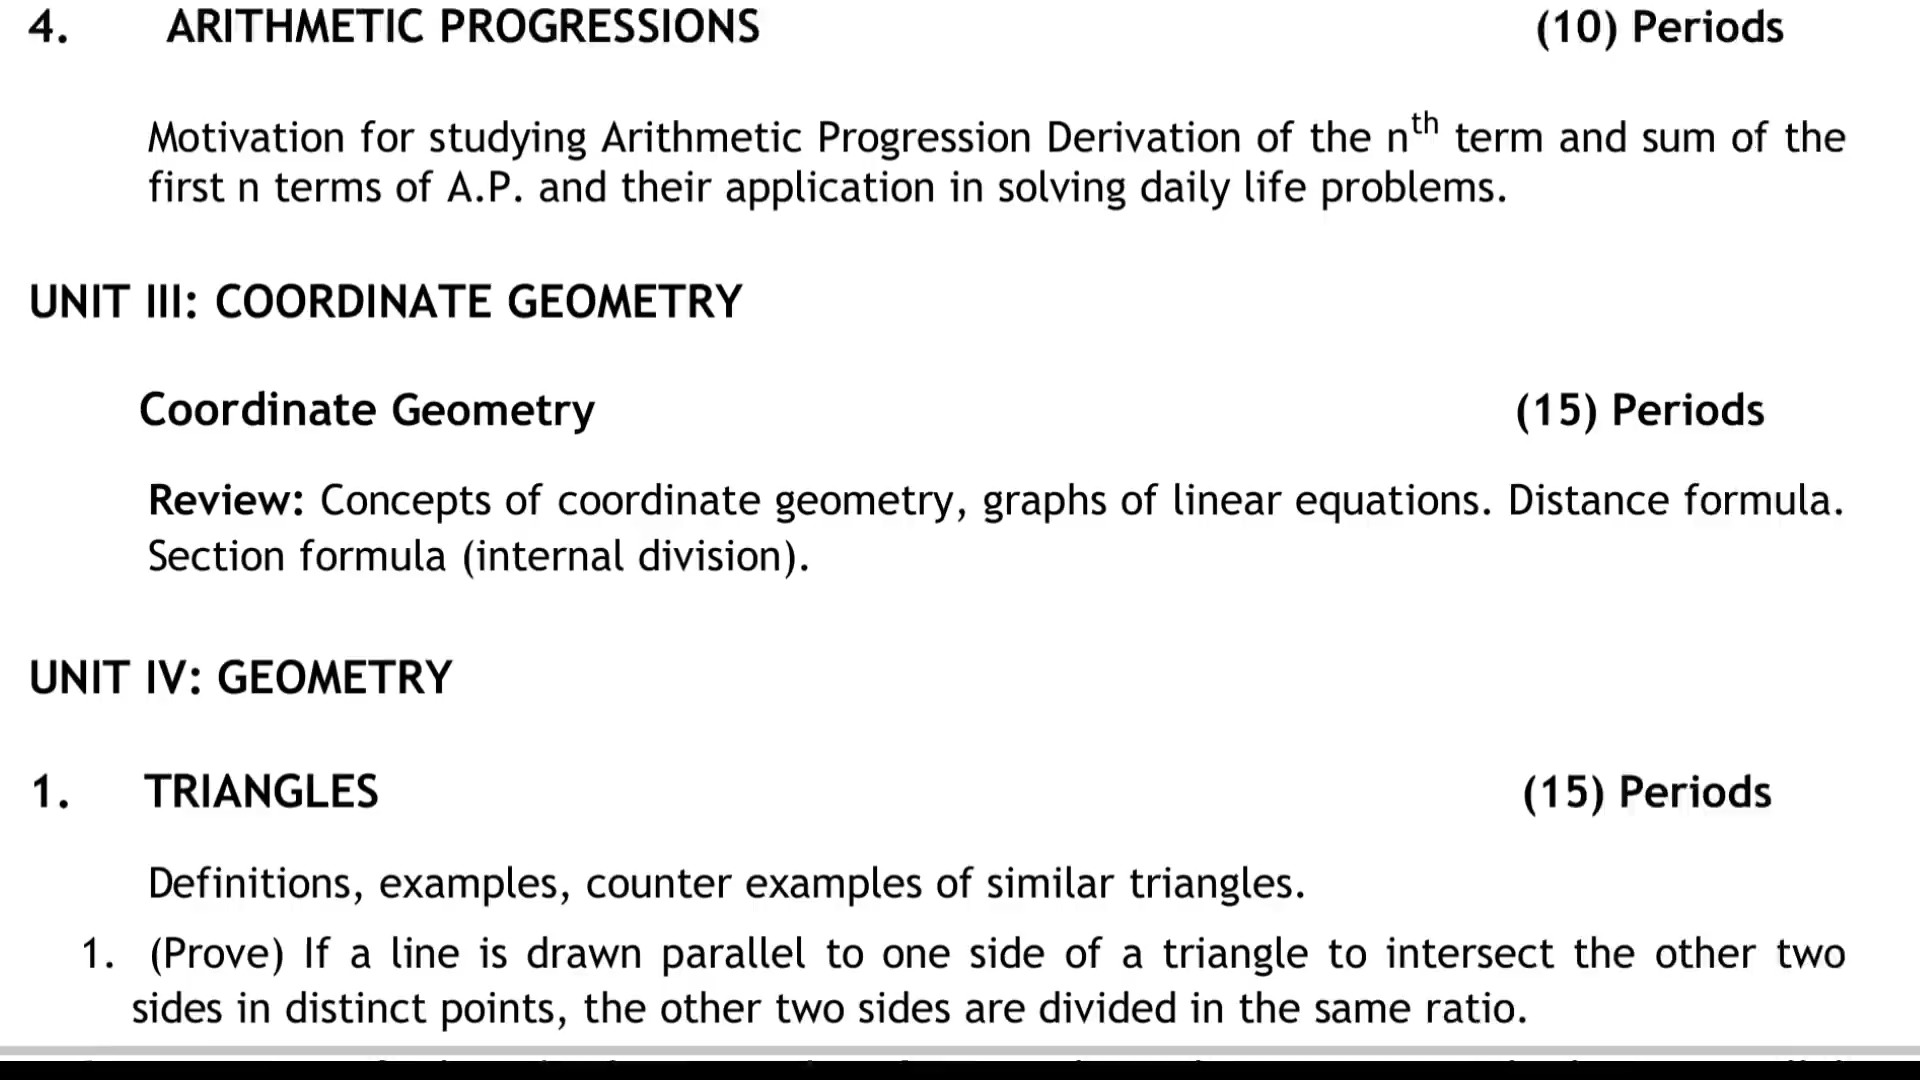 4. ARITHMETIC PROGRESSIONS (10) Periods
Motivation for studying Arithmetic Progression Derivation of the nth term and sum of the
first n terms of A.P. and their application in solving daily life problems.
UNIT III: COORDINATE GEOMETRY
Coordinate Geometry (15) Periods
Review: Concepts of coordinate geometry, graphs of linear equations. Distance formula.
Section formula (internal division).
UNIT IV: GEOMETRY
1. TRIANGLES (15) Periods
Definitions, examples, counter examples of similar triangles.
1. (Prove) If a line is drawn parallel to one side of a triangle to intersect the other two
sides in distinct points, the other two sides are divided in the same ratio.